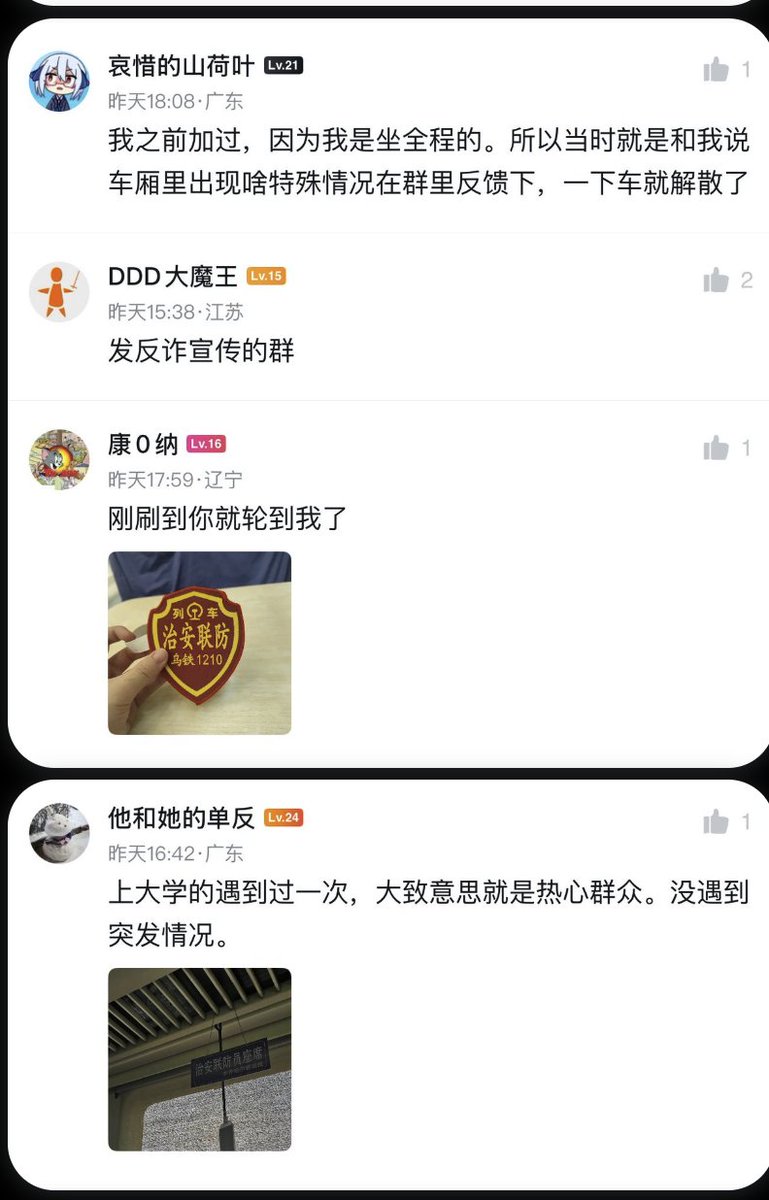 哀惜的山荷叶 Lv.21
1
昨天18:08·广东
我之前加过，因为我是坐全程的。所以当时就是和我说
车厢里出现啥特殊情况在群里反馈下，一下车就解散了
DDD大魔王 Lv.15
2
昨天15:38·江苏
发反诈宣传的群
康0纳 Lv.16
1
昨天17:59·辽宁
刚刷到你就轮到我了
列车
治安联防
乌铁1210
他和她的单反 Lv.24
1
昨天16:42·广东
上大学的遇到过一次，大致意思就是热心群众。没遇到
突发情况。
治安联防员座席